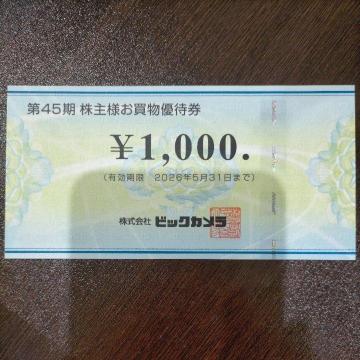 第45期 株主様お買物優待券
￥1,000.
(有効期限 2026年5月31日まで)
株式会社 ビックカメラ